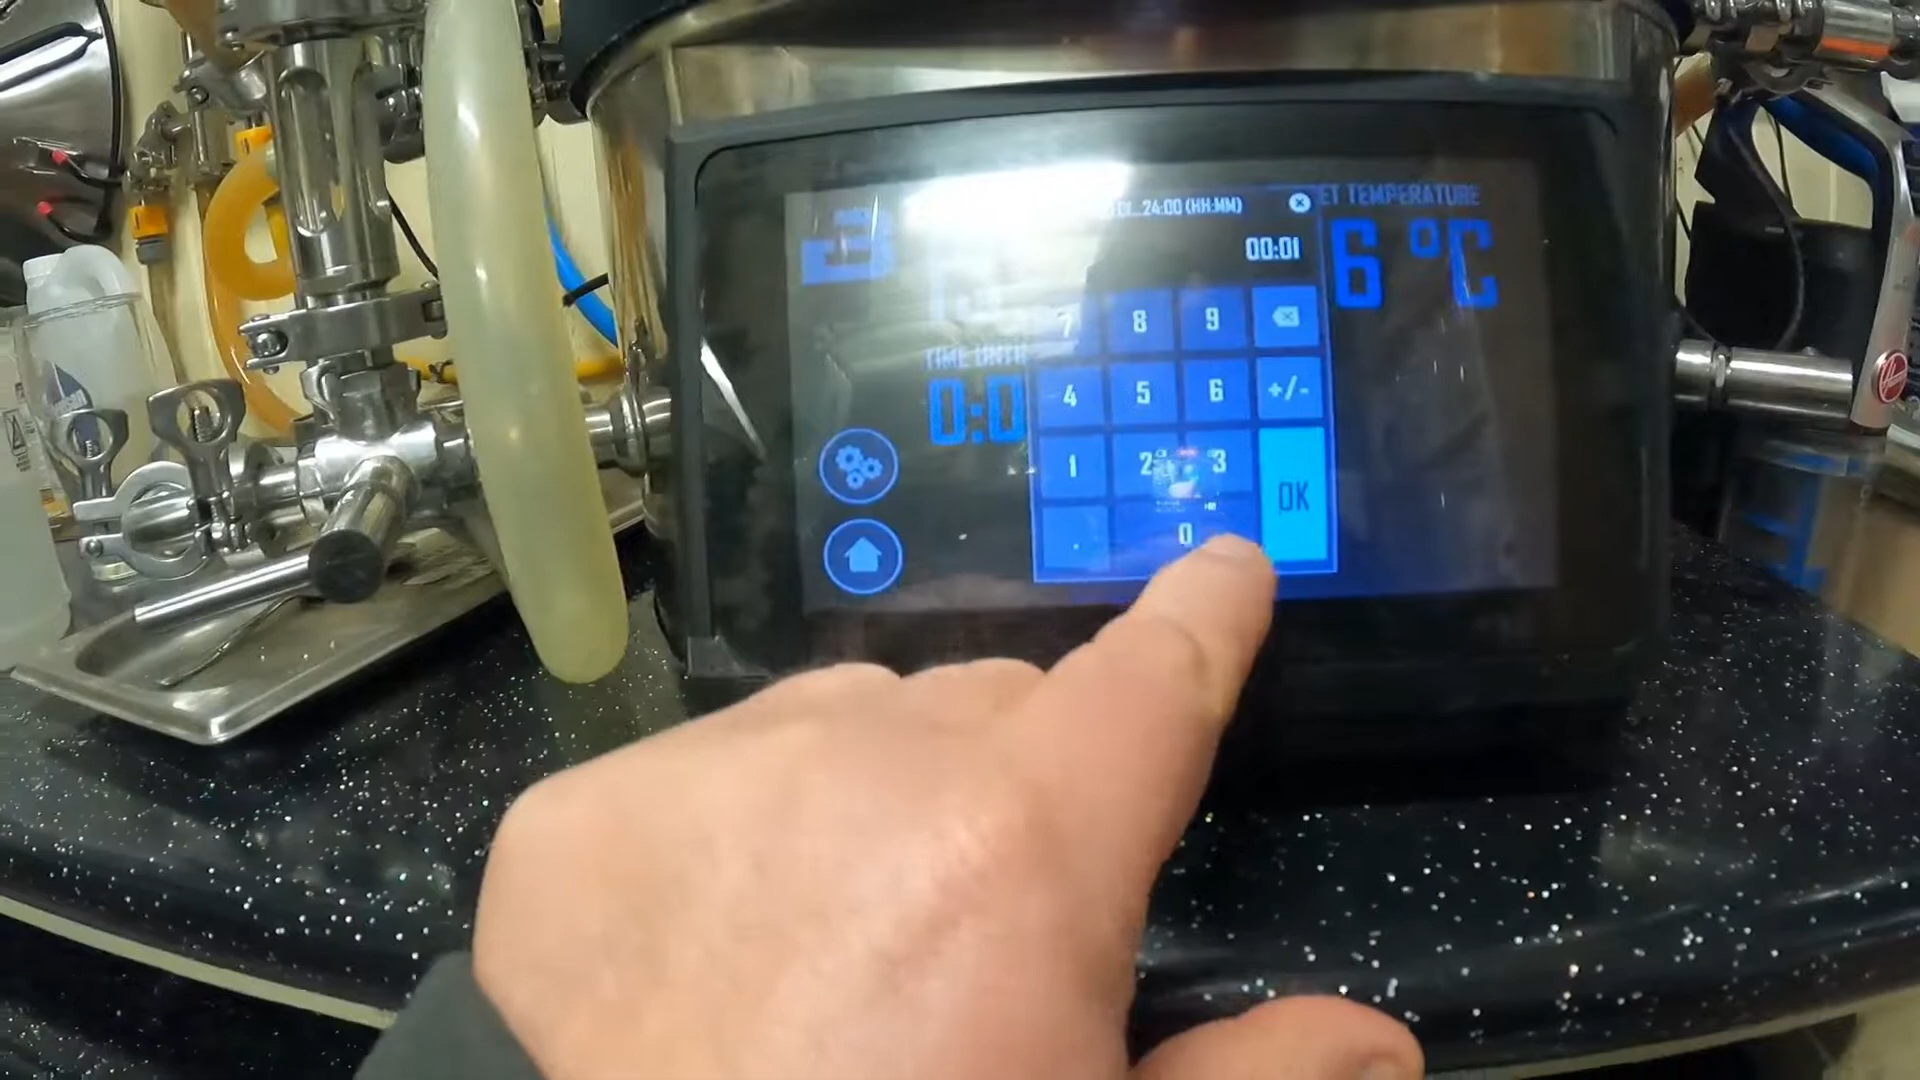 24:00 (HH:MM)
ET TEMPERATURE
00:01
6 °C
7 8 9
TIME UNTI
0:0
4 5 6 +/-
1 2 3
OK
. 0